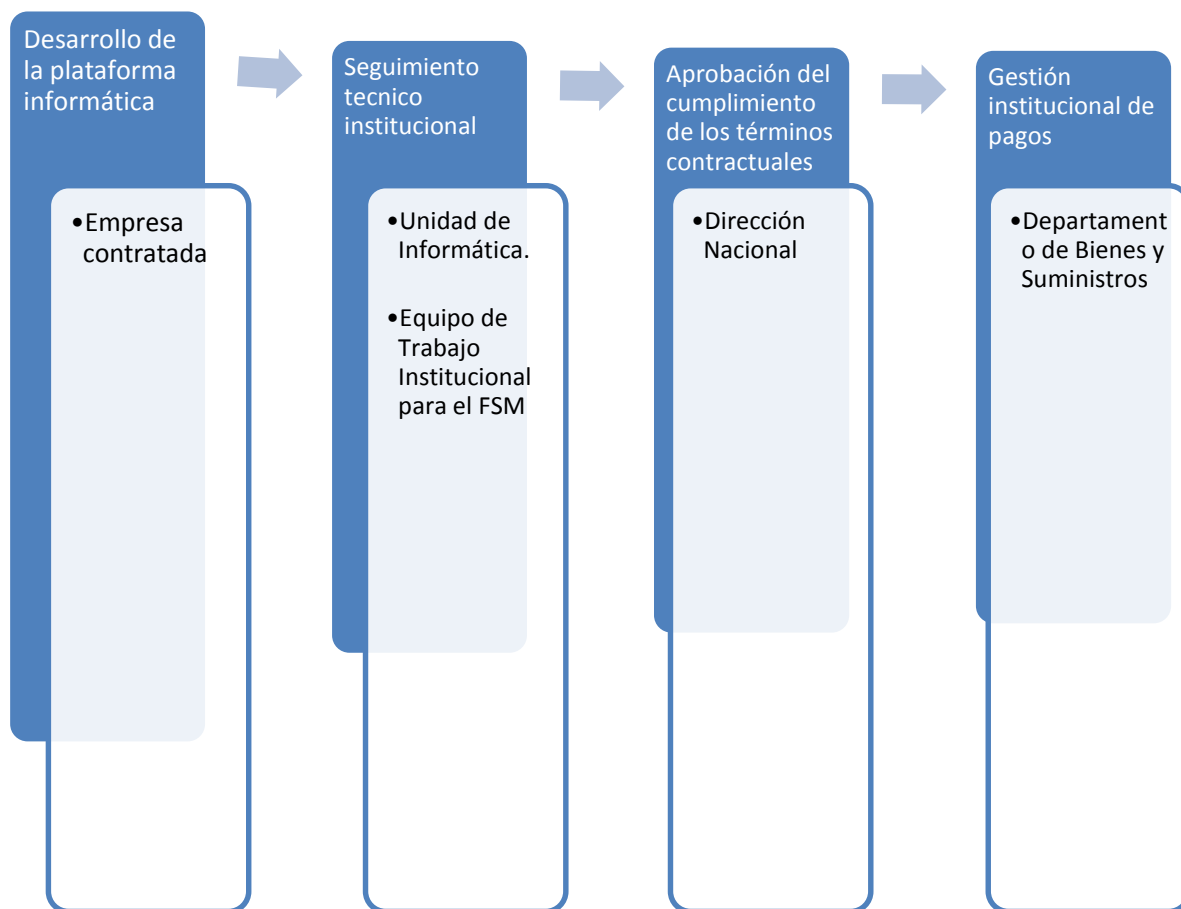 Desarrollo de
la plataforma
informática
•Empresa
contratada
Seguimiento
tecnico
institucional
•Unidad de
Informática.
•Equipo de
Trabajo
Institucional
para el FSM
Aprobación del
cumplimiento
de los términos
contractuales
•Dirección
Nacional
Gestión
institucional de
pagos
•Departament
o de Bienes y
Suministros